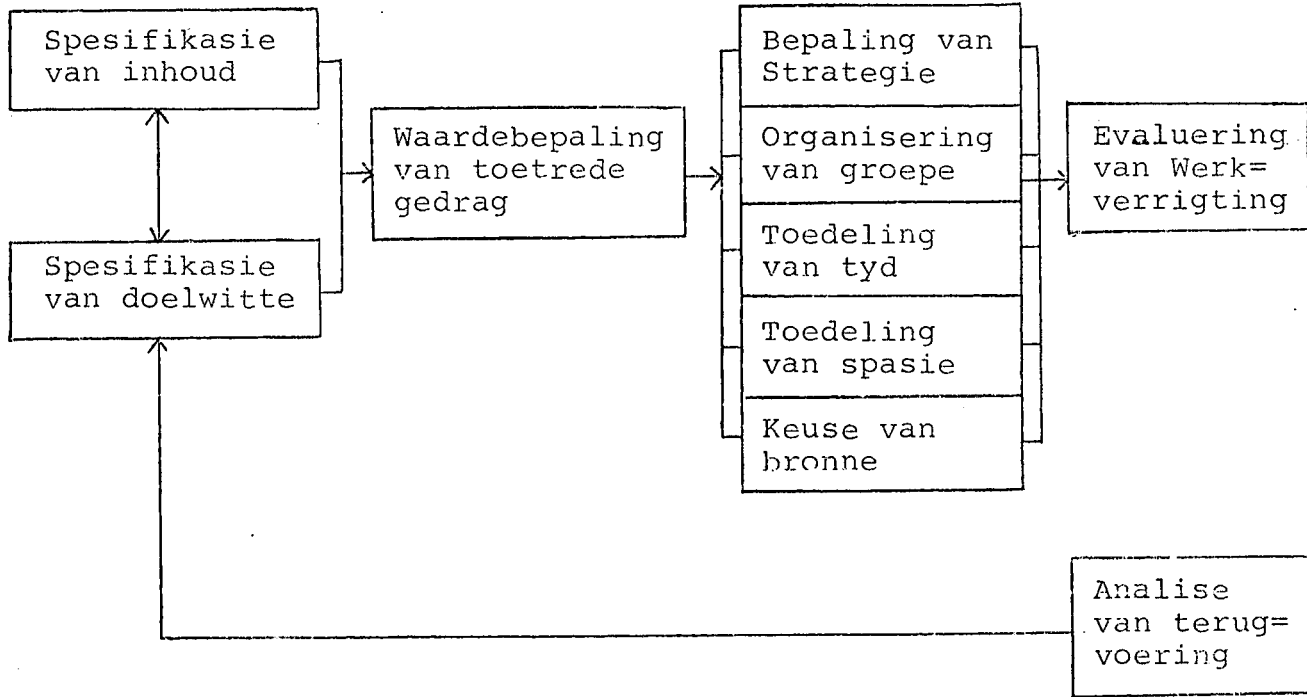 Spesifikasie
van inhoud
Spesifikasie
van doelwitte
Waardebepaling
van toetrede
gedrag
Bepaling van
Strategie
Organisering
van groepe
Toedeling
van tyd
Toedeling
van spasie
Keuse van
bronne
Evaluering
van Werk=
verrigting
Analise
van terug=
voering